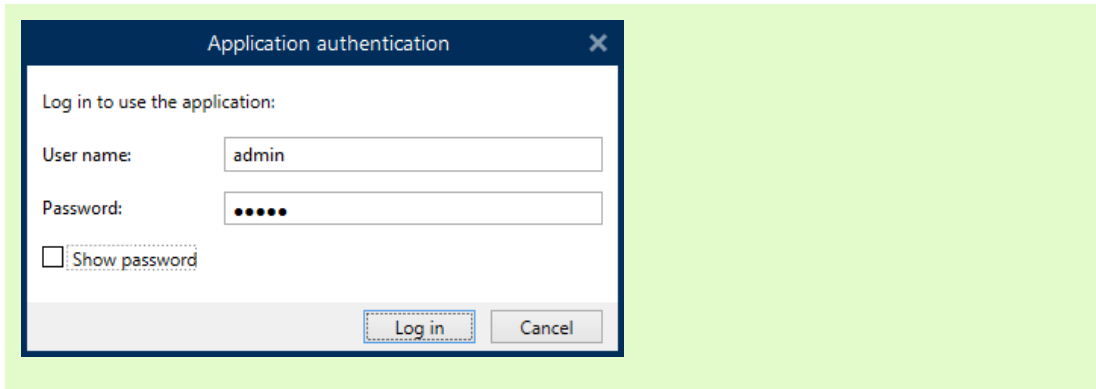 Application authentication
Log in to use the application:
User name: admin
Password: •••••
Show password
Log in Cancel